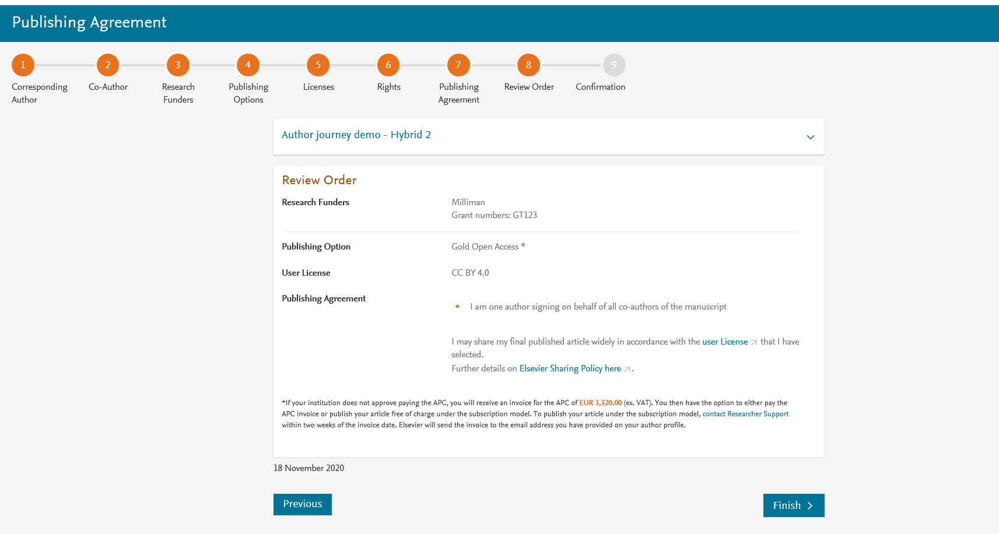 Publishing Agreement
1
2
3
4
5
6
7
8
9
Corresponding
Author
Co-Author
Research
Funders
Publishing
Options
Licenses
Rights
Publishing
Agreement
Review Order
Confirmation
Author journey demo - Hybrid 2
Review Order
Research Funders
Milliman
Grant numbers: GT123
Publishing Option
Gold Open Access *
User License
CC BY 4.0
Publishing Agreement
• I am one author signing on behalf of all co-authors of the manuscript
I may share my final published article widely in accordance with the user License that I have
selected.
Further details on Elsevier Sharing Policy here .
*If your institution does not approve paying the APC, you will receive an invoice for the APC of EUR 3,320.00 (ex. VAT). You then have the option to either pay the
APC invoice or publish your article free of charge under the subscription model. To publish your article under the subscription model, contact Researcher Support
within two weeks of the invoice date. Elsevier will send the invoice to the email address you have provided on your author profile.
18 November 2020
Previous
Finish